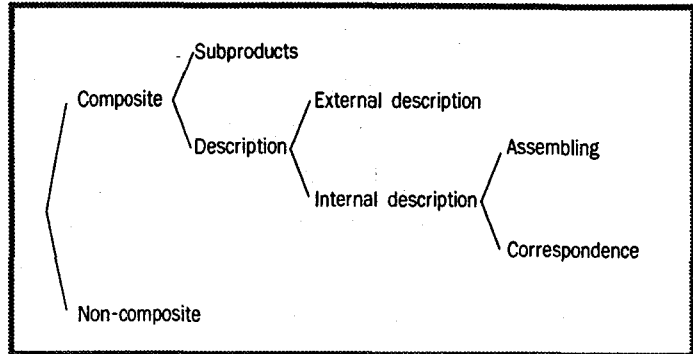 Subproducts
Composite
External description
Description
Assembling
Internal description
Correspondence
Non-composite